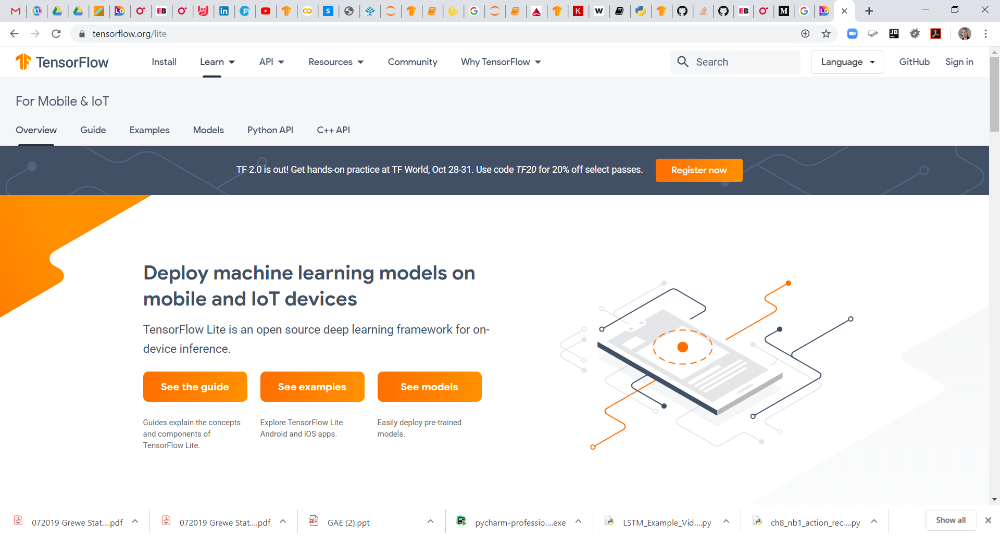 tensorflow.org/lite
JB
TensorFlow
Install
Learn
API
Resources
Community
Why TensorFlow
Search
Language
GitHub
Sign in
For Mobile & IoT
Overview
Guide
Examples
Models
Python API
C++ API
TF 2.0 is out! Get hands-on practice at TF World, Oct 28-31. Use code TF20 for 20% off select passes.
Register now
Deploy machine learning models on
mobile and IoT devices
TensorFlow Lite is an open source deep learning framework for on-
device inference.
See the guide
See examples
See models
Guides explain the concepts
and components of
TensorFlow Lite.
Explore TensorFlow Lite
Android and iOS apps.
Easily deploy pre-trained
models.
072019 Grewe Stat....pdf
072019 Grewe Stat....pdf
GAE (2).ppt
pycharm-professio....exe
LSTM_Example_Vid....py
ch8_nb1_action_rec....py
Show all